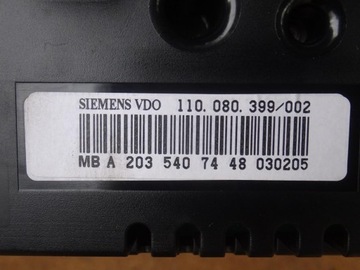 SIEMENS VDO 110.080.399/002
MB A 203 540 74 48 030205